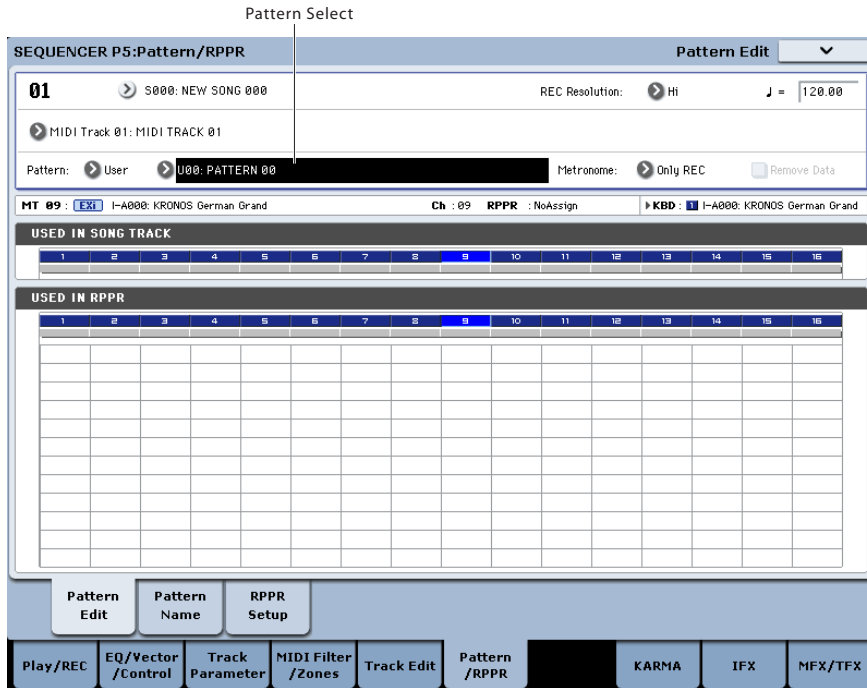 Pattern Select
SEQUENCER P5:Pattern/RPPR Pattern Edit
01 S000: NEW SONG 000 REC Resolution: Hi ♩ = 120.00
MIDI Track 01: MIDI TRACK 01
Pattern: User U00: PATTERN 00 Metronome: Only REC Remove Data
MT 09 : EXi I-A000: KRONOS German Grand Ch : 09 RPPR : NoAssign KBD : 1 I-A000: KRONOS German Grand
USED IN SONG TRACK
1 2 3 4 5 6 7 8 9 10 11 12 13 14 15 16
USED IN RPPR
1 2 3 4 5 6 7 8 9 10 11 12 13 14 15 16
Pattern Edit
Pattern Name
RPPR Setup
Play/REC
EQ/Vector /Control
Track Parameter
MIDI Filter /Zones
Track Edit
Pattern /RPPR
KARMA
IFX
MFX/TFX